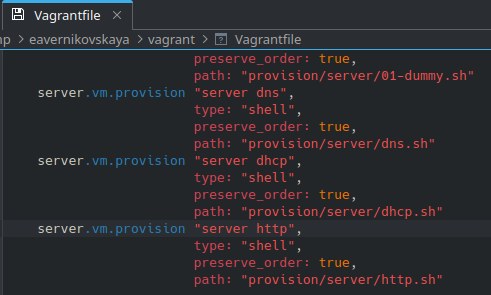 Vagrantfile
mp > eavernikovskaya > vagrant > Vagrantfile
preserve_order: true,
path: "provision/server/01-dummy.sh"
server.vm.provision "server dns",
type: "shell",
preserve_order: true,
path: "provision/server/dns.sh"
server.vm.provision "server dhcp",
type: "shell",
preserve_order: true,
path: "provision/server/dhcp.sh"
server.vm.provision "server http",
type: "shell",
preserve_order: true,
path: "provision/server/http.sh"